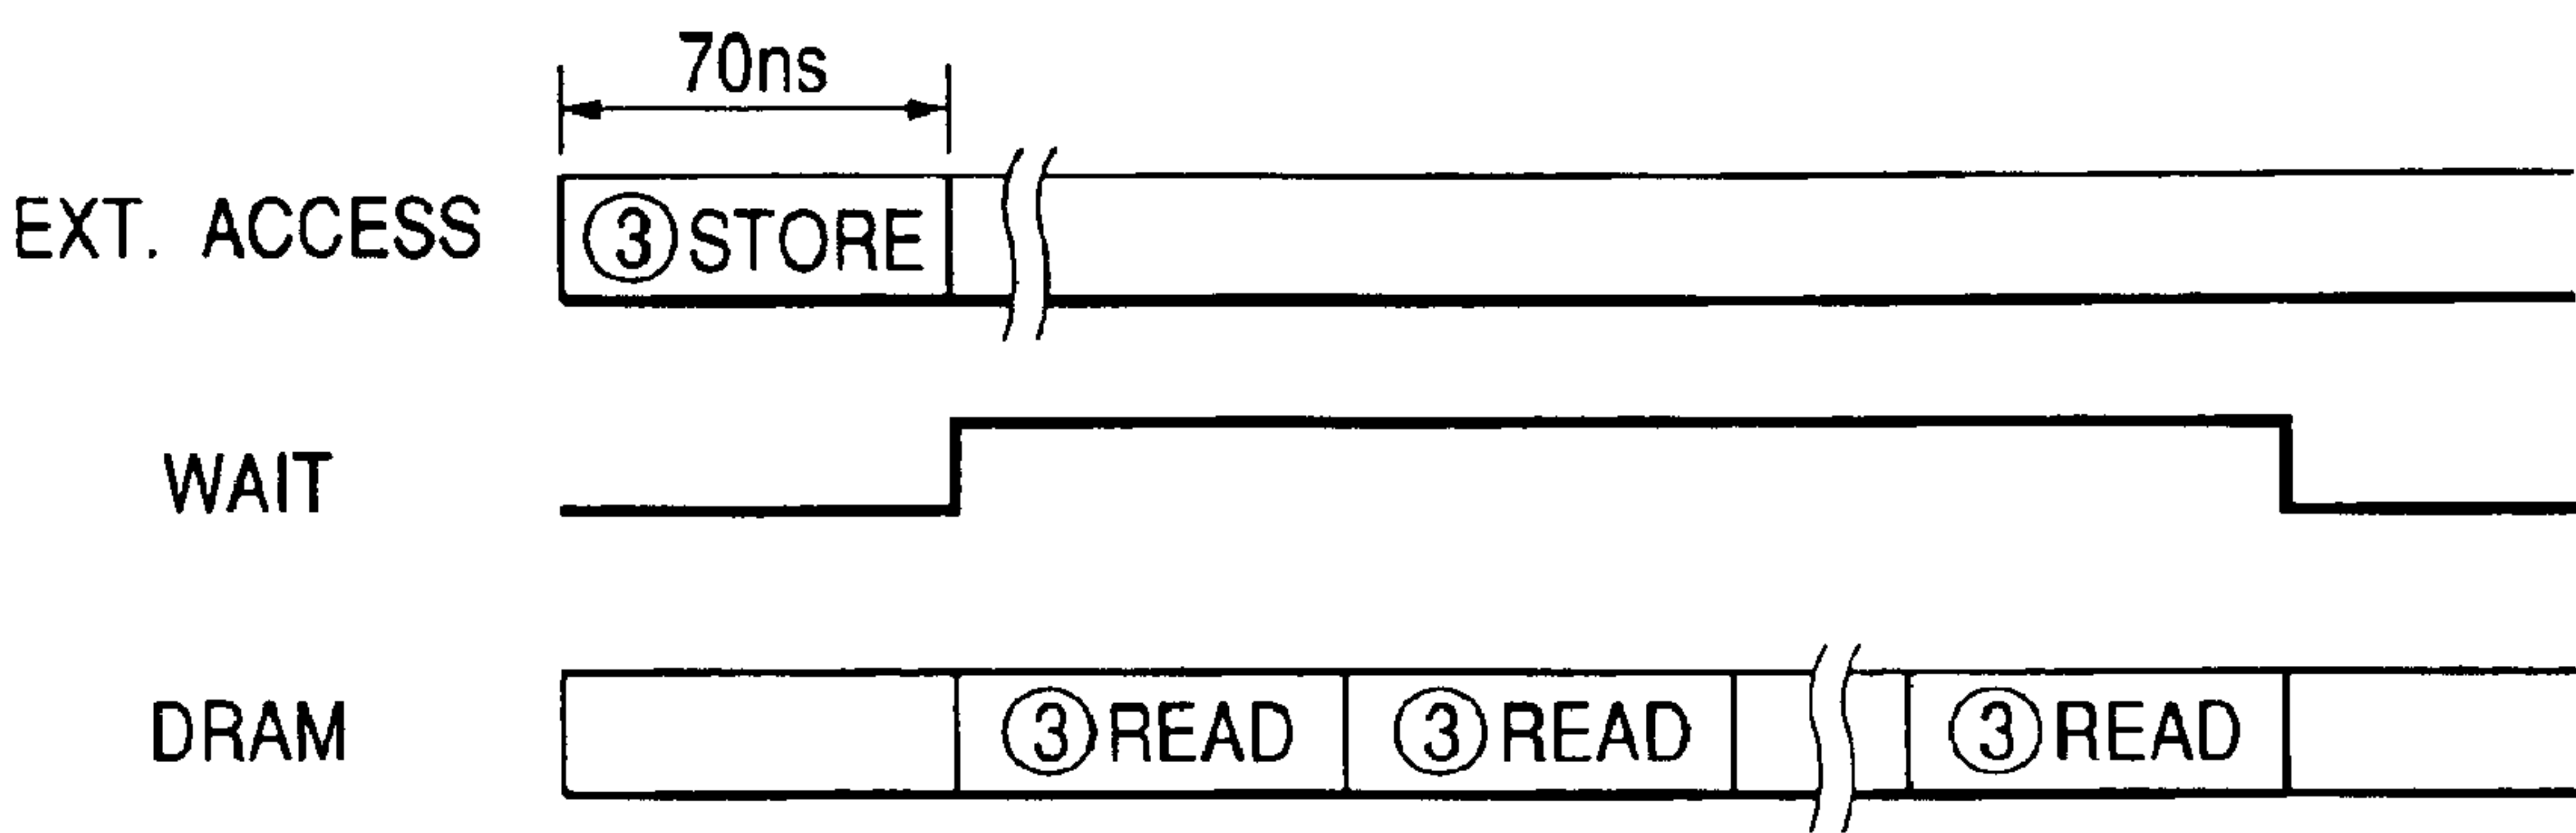 70ns
EXT. ACCESS ③STORE
WAIT
DRAM ③READ ③READ ③READ